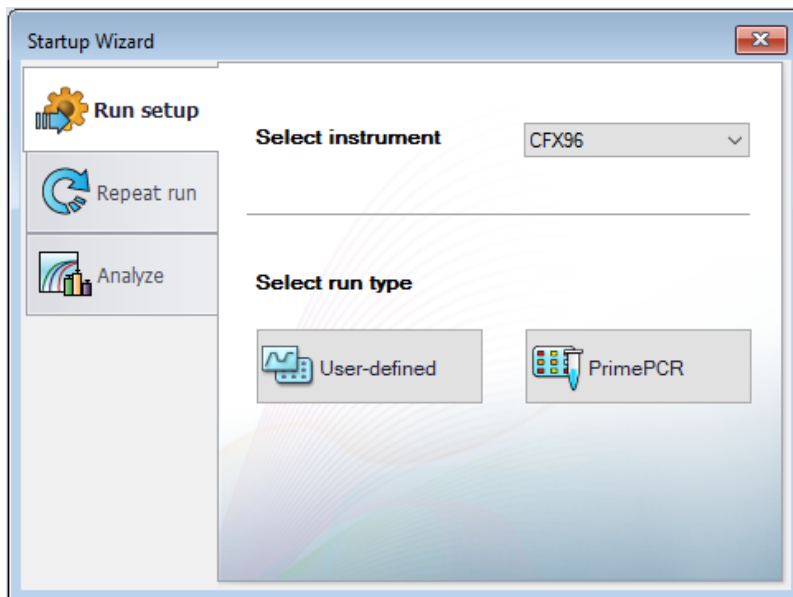 Startup Wizard
Run setup
Repeat run
Analyze
Select instrument
CFX96
Select run type
User-defined
PrimePCR